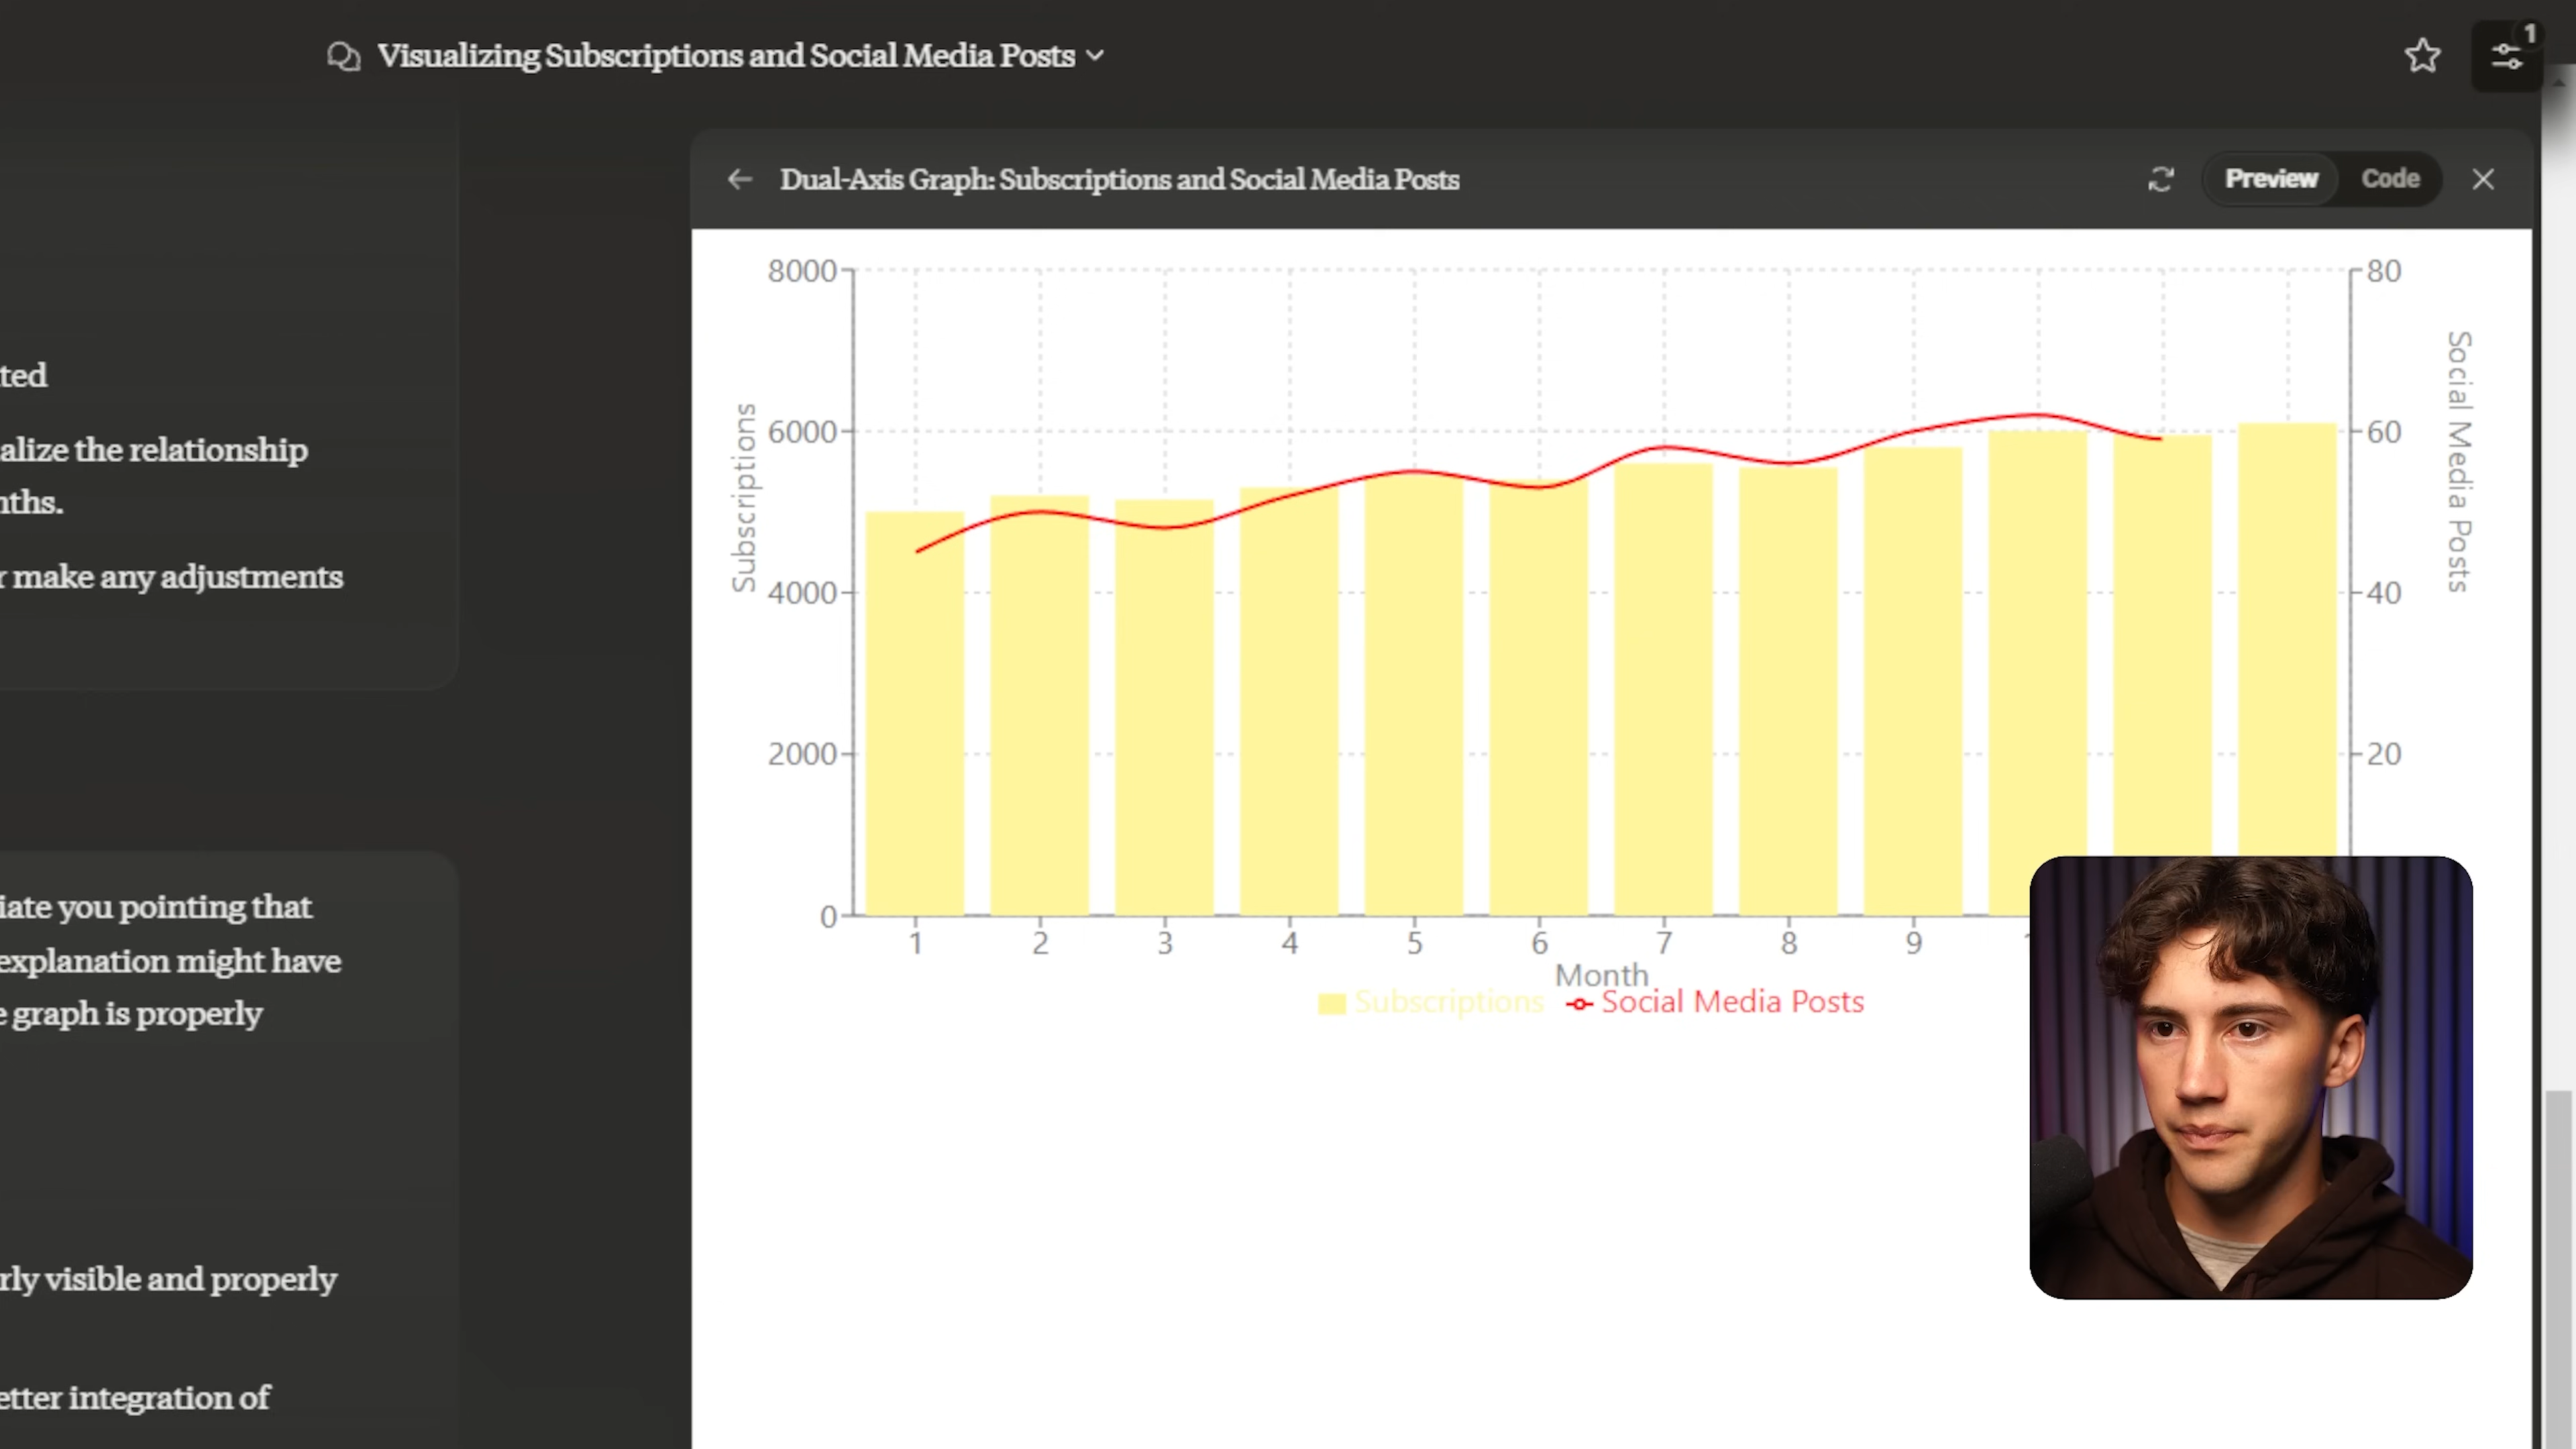 Visualizing Subscriptions and Social Media Posts
1
ted
alize the relationship
nths.
r make any adjustments
iate you pointing that
explanation might have
e graph is properly
rly visible and properly
etter integration of
Dual-Axis Graph: Subscriptions and Social Media Posts
Preview
Code
8000
6000
4000
2000
0
Subscriptions
80
60
40
20
Social Media Posts
1 2 3 4 5 6 7 8 9
Month
Subscriptions Social Media Posts